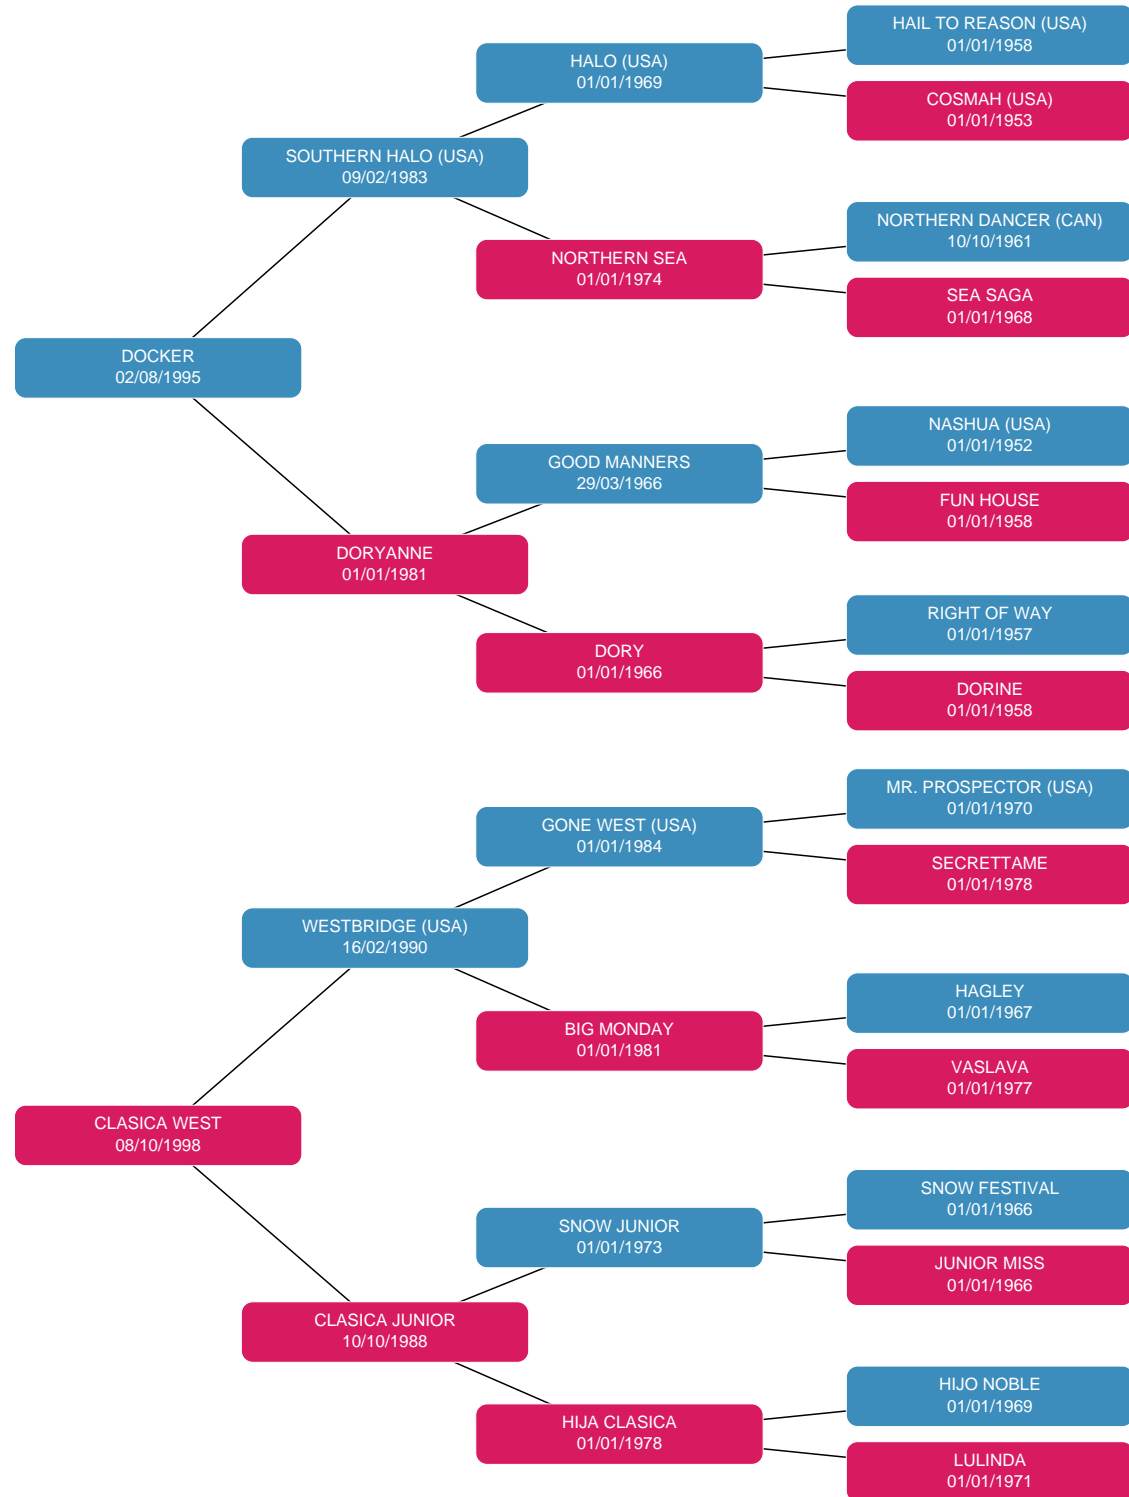 HAIL TO REASON (USA)
01/01/1958
HALO (USA)
01/01/1969
COSMAH (USA)
01/01/1953
SOUTHERN HALO (USA)
09/02/1983
NORTHERN DANCER (CAN)
10/10/1961
NORTHERN SEA
01/01/1974
SEA SAGA
01/01/1968
DOCKER
02/08/1995
NASHUA (USA)
01/01/1952
GOOD MANNERS
29/03/1966
FUN HOUSE
01/01/1958
DORYANNE
01/01/1981
RIGHT OF WAY
01/01/1957
DORY
01/01/1966
DORINE
01/01/1958
MR. PROSPECTOR (USA)
01/01/1970
GONE WEST (USA)
01/01/1984
SECRETTAME
01/01/1978
WESTBRIDGE (USA)
16/02/1990
HAGLEY
01/01/1967
BIG MONDAY
01/01/1981
VASLAVA
01/01/1977
CLASICA WEST
08/10/1998
SNOW FESTIVAL
01/01/1966
SNOW JUNIOR
01/01/1973
JUNIOR MISS
01/01/1966
CLASICA JUNIOR
10/10/1988
HIJO NOBLE
01/01/1969
HIJA CLASICA
01/01/1978
LULINDA
01/01/1971